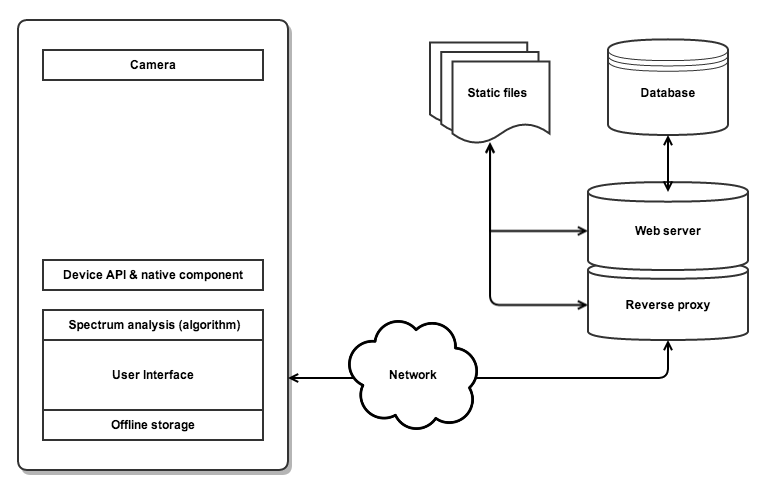 Camera
Static files
Database
Web server
Device API & native component
Reverse proxy
Spectrum analysis (algorithm)
User Interface
Network
Offline storage